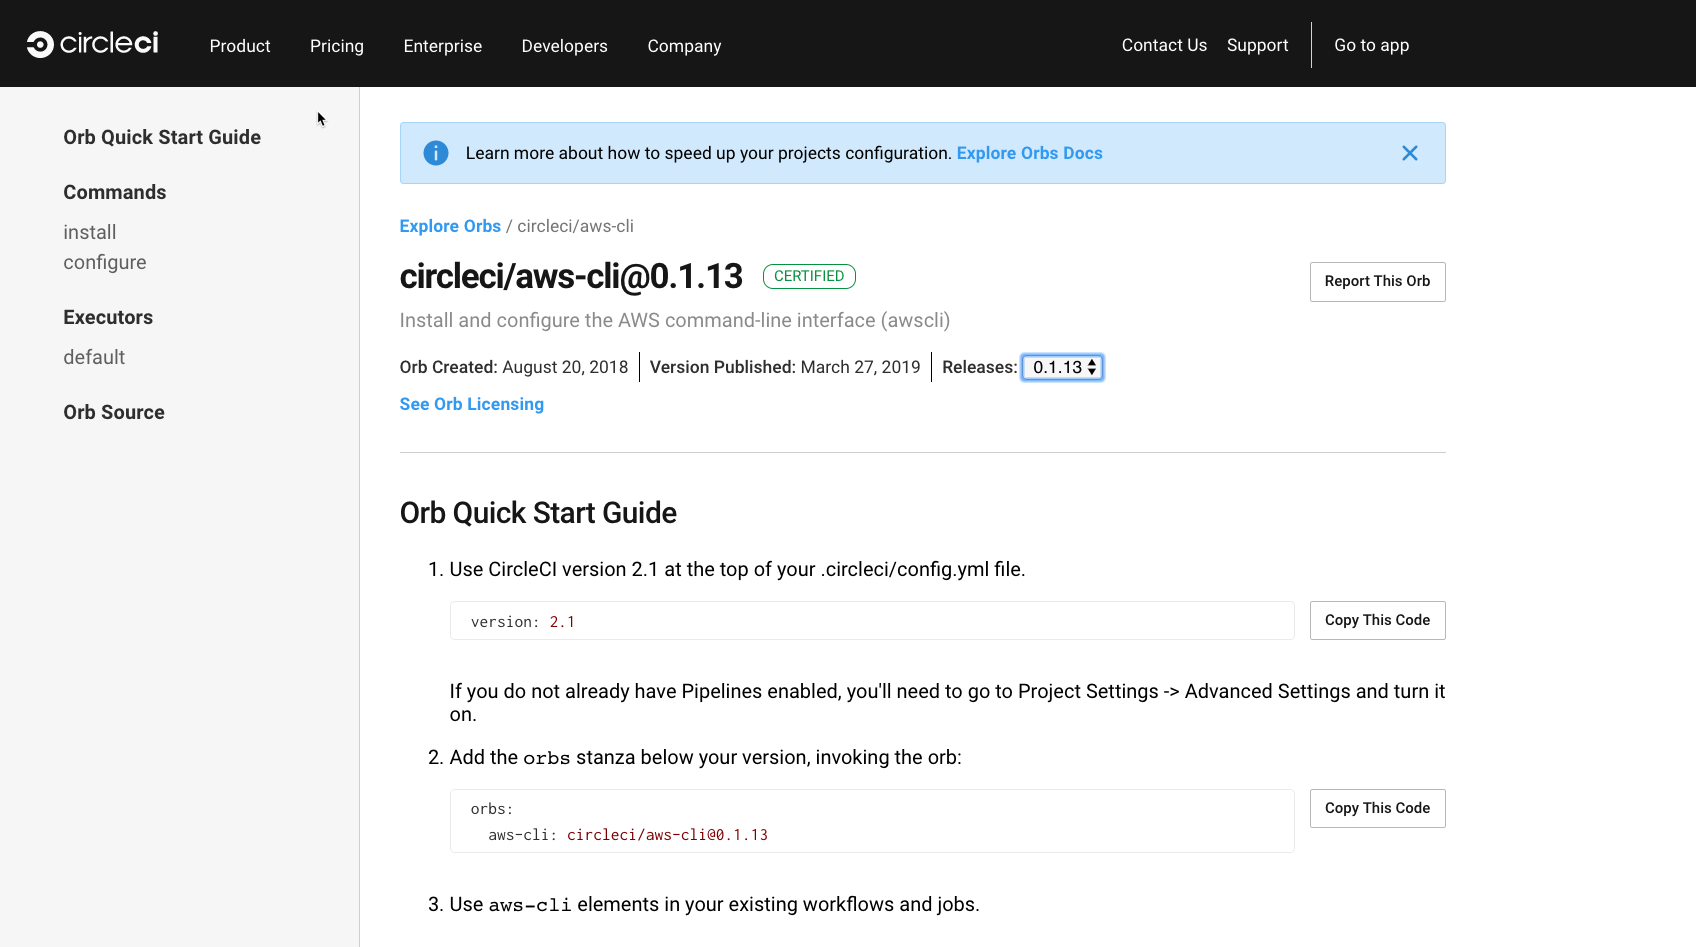 circleci
Product
Pricing
Enterprise
Developers
Company
Contact Us
Support
Go to app
Orb Quick Start Guide
Commands
install
configure
Executors
default
Orb Source
Learn more about how to speed up your projects configuration. Explore Orbs Docs
Explore Orbs / circleci/aws-cli
circleci/aws-cli@0.1.13
CERTIFIED
Report This Orb
Install and configure the AWS command-line interface (awscli)
Orb Created: August 20, 2018
Version Published: March 27, 2019
Releases: 0.1.13
See Orb Licensing
Orb Quick Start Guide
1. Use CircleCI version 2.1 at the top of your .circleci/config.yml file.
version: 2.1
Copy This Code
If you do not already have Pipelines enabled, you'll need to go to Project Settings -> Advanced Settings and turn it
on.
2. Add the orbs stanza below your version, invoking the orb:
orbs:
aws-cli: circleci/aws-cli@0.1.13
Copy This Code
3. Use aws-cli elements in your existing workflows and jobs.